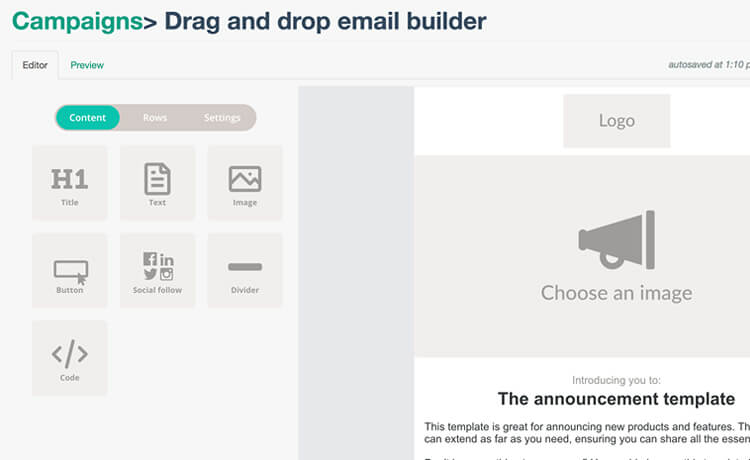 Campaigns> Drag and drop email builder
Editor
Preview
autosaved at 1:10 p
Content
Rows
Settings
H1
Title
Text
Image
Button
Social follow
Divider
</>
Code
Logo
Choose an image
Introducing you to:
The announcement template
This template is great for announcing new products and features. Th
can extend as far as you need, ensuring you can share all the essen